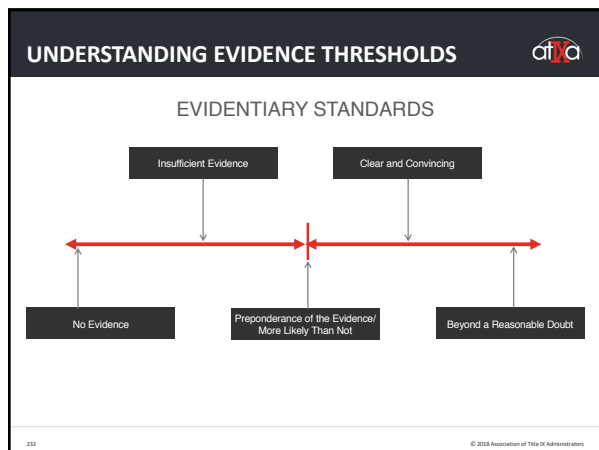 UNDERSTANDING EVIDENCE THRESHOLDS
atIXa
EVIDENTIARY STANDARDS
Insufficient Evidence
Clear and Convincing
No Evidence
Preponderance of the Evidence/
More Likely Than Not
Beyond a Reasonable Doubt
232
© 2018 Association of Title IX Administrators